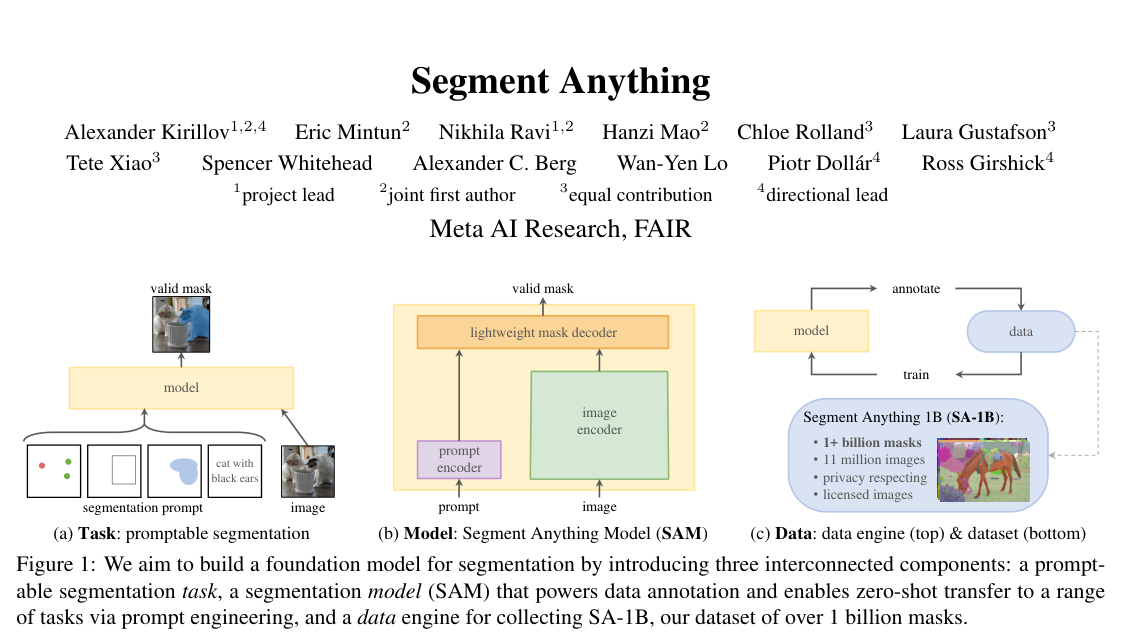 Segment Anything
Alexander Kirillov1,2,4 Eric Mintun2 Nikhila Ravi1,2 Hanzi Mao2 Chloe Rolland3 Laura Gustafson3
Tete Xiao3 Spencer Whitehead Alexander C. Berg Wan-Yen Lo Piotr Dollár4 Ross Girshick4
1project lead 2joint first author 3equal contribution 4directional lead
Meta AI Research, FAIR
valid mask
model
cat with
black ears
segmentation prompt
image
(a) Task: promptable segmentation
valid mask
lightweight mask decoder
image
encoder
prompt
encoder
prompt
image
(b) Model: Segment Anything Model (SAM)
annotate
model
data
train
Segment Anything 1B (SA-1B):
• 1+ billion masks
• 11 million images
• privacy respecting
• licensed images
(c) Data: data engine (top) & dataset (bottom)
Figure 1: We aim to build a foundation model for segmentation by introducing three interconnected components: a prompt-
able segmentation task, a segmentation model (SAM) that powers data annotation and enables zero-shot transfer to a range
of tasks via prompt engineering, and a data engine for collecting SA-1B, our dataset of over 1 billion masks.